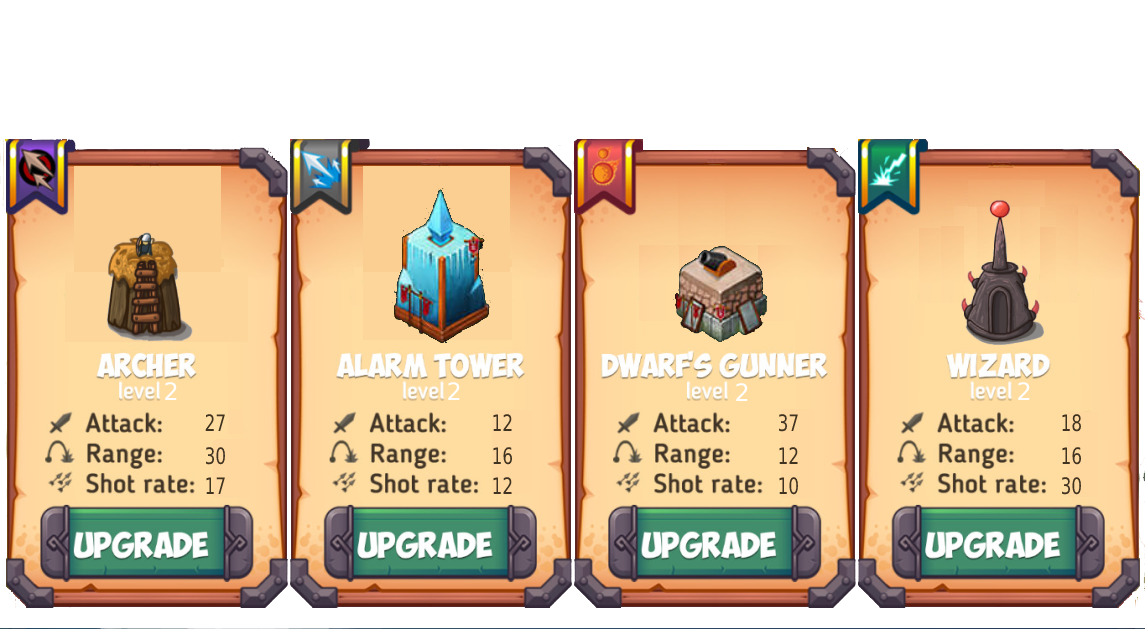 ARCHER
level 2
Attack: 27
Range: 30
Shot rate: 17
UPGRADE
ALARM TOWER
level 2
Attack: 12
Range: 16
Shot rate: 12
UPGRADE
DWARF'S GUNNER
level 2
Attack: 37
Range: 12
Shot rate: 10
UPGRADE
WIZARD
level 2
Attack: 18
Range: 16
Shot rate: 30
UPGRADE